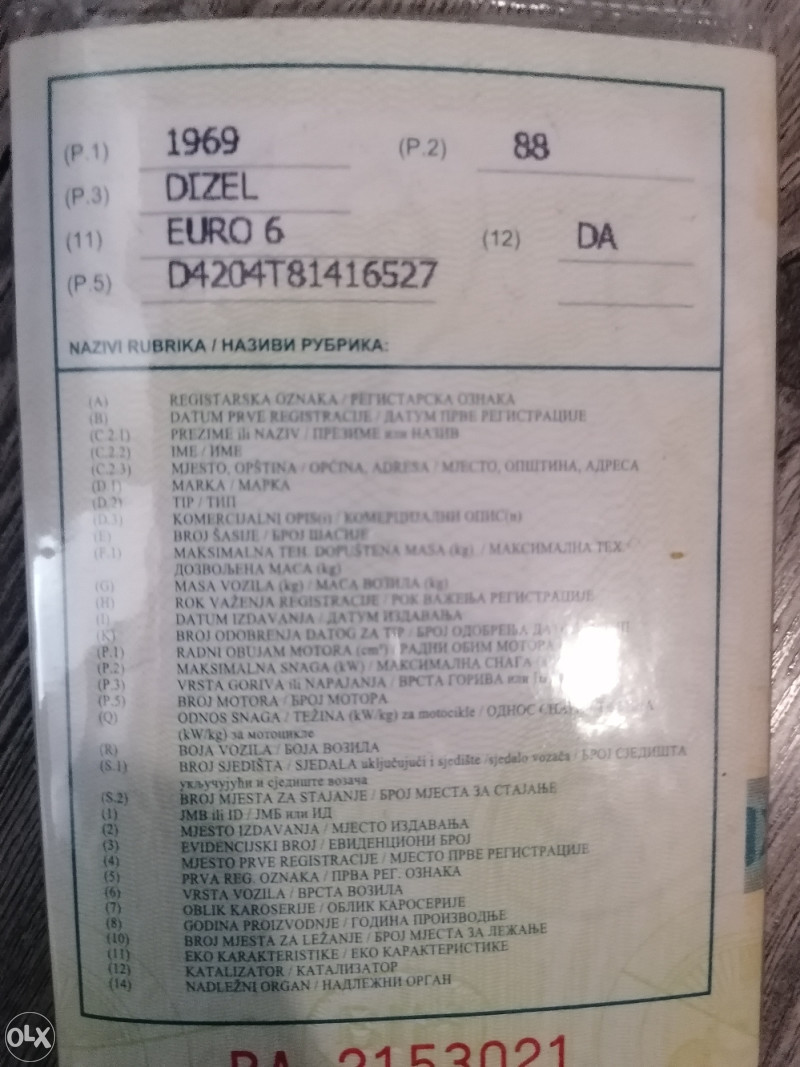 (P.1) 1969 (P.2) 88
(P.3) DIZEL
(11) EURO 6 (12) DA
(P.5) D4204T81416527
NAZIVI RUBRIKA / НАЗИВИ РУБРИКА:
(A) REGISTARSKA OZNAKA / РЕГИСТАРСКА ОЗНАКА
(B) DATUM PRVE REGISTRACIJE / ДАТУМ ПРВЕ РЕГИСТРАЦИЈЕ
(C.2.1) PREZIME ili NAZIV / ПРЕЗИМЕ или НАЗИВ
(C.2.2) IME / ИМЕ
(C.2.3) MJESTO, OPŠTINA / OPĆINA, ADRESA / МЈЕСТО, ОПШТИНА, АДРЕСА
(D.1) MARKA / МАРКА
(D.2) TIP / ТИП
(D.3) KOMERCIJALNI OPIS(i) / КОМЕРЦИЈАЛНИ ОПИС(и)
(E) BROJ ŠASIJE / БРОЈ ШАСИЈЕ
(F.1) MAKSIMALNA TEH. DOPUŠTENA MASA (kg) / МАКСИМАЛНА ТЕХ.
ДОЗВОЉЕНА МАСА (kg)
(G) MASA VOZILA (kg) / МАСА ВОЗИЛА (kg)
(H) ROK VAŽENJA REGISTRACIJE / РОК ВАЖЕЊА РЕГИСТРАЦИЈЕ
(I) DATUM IZDAVANJA / ДАТУМ ИЗДАВАЊА
(K) BROJ ODOBRENJA DATOG ZA TIP / БРОЈ ОДОБРЕЊА
(P.1) RADNI OBUJAM MOTORA (cm³) / РАДНИ ОБИМ МОТОРА
(P.2) MAKSIMALNA SNAGA (kW) / МАКСИМАЛНА СНАГА
(P.3) VRSTA GORIVA ili NAPAJANJA / ВРСТА ГОРИВА или
(P.5) BROJ MOTORA / БРОЈ МОТОРА
(Q) ODNOS SNAGA / TEŽINA (kW/kg) za motocikle / ОДНОС
(kW/kg) за мотоцикле
(R) BOJA VOZILA / БОЈА ВОЗИЛА
(S.1) BROJ SJEDIŠTA / SJEDALA uključujući i sjedište /sjedalo vozača / БРОЈ СЈЕДИШТА
укључујући и сједиште возача
(S.2) BROJ MJESTA ZA STAJANJE / БРОЈ МЈЕСТА ЗА СТАЈАЊЕ
(1) JMB ili ID / ЈМБ или ИД
(2) MJESTO IZDAVANJA / МЈЕСТО ИЗДАВАЊА
(3) EVIDENCIJSKI BROJ / ЕВИДЕНЦИОНИ БРОЈ
(4) MJESTO PRVE REGISTRACIJE / МЈЕСТО ПРВЕ РЕГИСТРАЦИЈЕ
(5) PRVA REG. OZNAKA / ПРВА РЕГ. ОЗНАКА
(6) VRSTA VOZILA / ВРСТА ВОЗИЛА
(7) OBLIK KAROSERIJE / ОБЛИК КАРОСЕРИЈЕ
(8) GODINA PROIZVODNJE / ГОДИНА ПРОИЗВОДЊЕ
(10) BROJ MJESTA ZA LEŽANJE / БРОЈ МЈЕСТА ЗА ЛЕЖАЊЕ
(11) EKO KARAKTERISTIKE / ЕКО КАРАКТЕРИСТИКЕ
(12) KATALIZATOR / КАТАЛИЗАТОР
(14) NADLEŽNI ORGAN / НАДЛЕЖНИ ОРГАН
OLX
BA 2153021